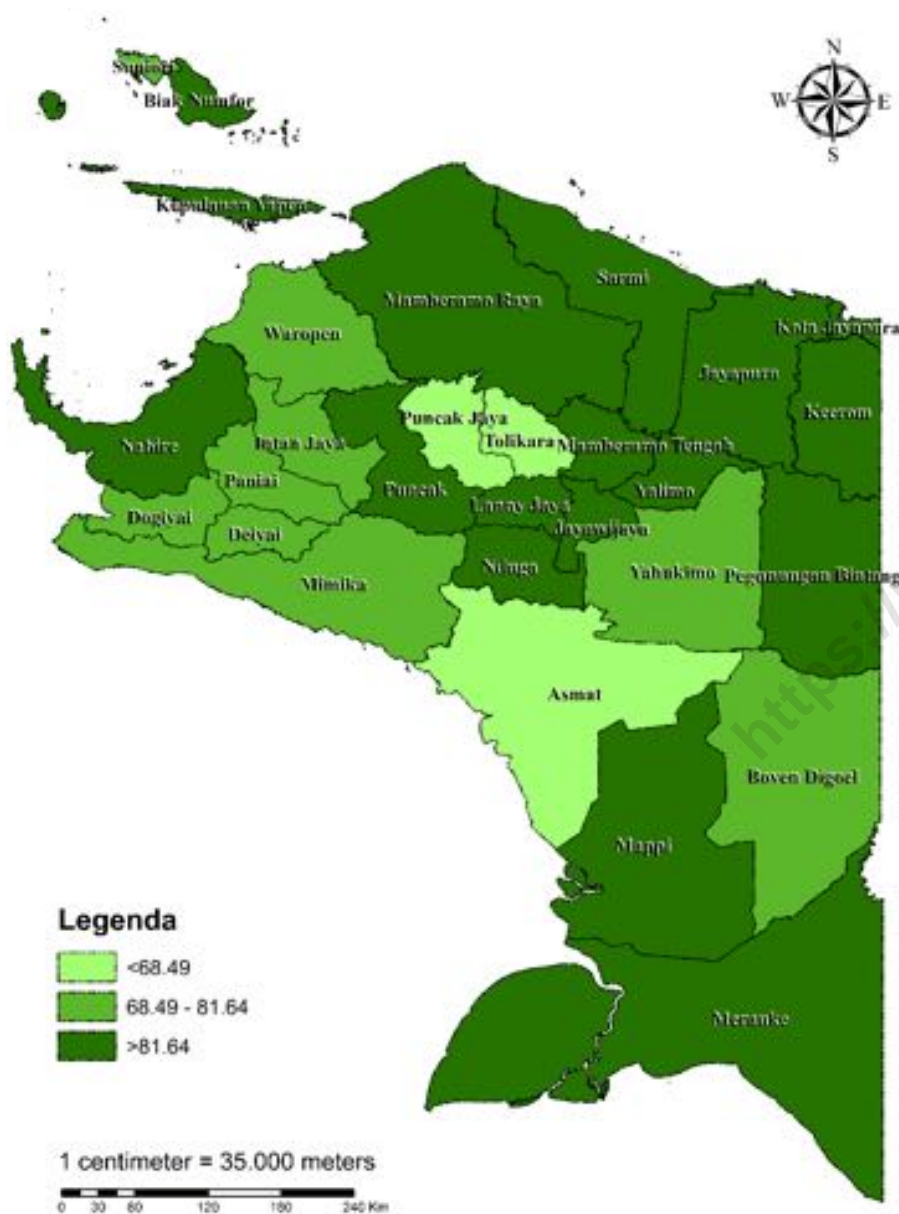 N
W E
S
Supiori
Biak Numfor
Kepulauan Yapen
Sarmi
Mamberamo Raya
Waropen
Kota Jayapura
Jayapura
Keerom
Puncak Jaya
Tolikara
Mamberamo Tengah
Nabire
Intan Jaya
Paniai
Puncak
Lanny Jaya
Yalimo
Dogiyai
Deiyai
Jayawijaya
Mimika
Nduga
Yahukimo
Pegunungan Bintang
https://
Asmat
Boven Digoel
Mappi
Merauke
Legenda
<68.49
68.49 - 81.64
>81.64
1 centimeter = 35.000 meters
0 30 60 120 180 240 Km